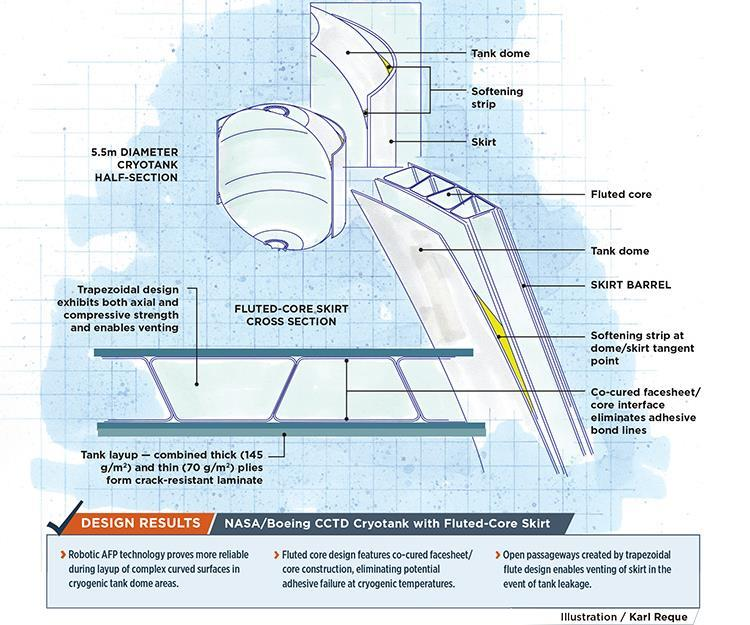 Tank dome
Softening
strip
Skirt
5.5m DIAMETER
CRYOTANK
HALF-SECTION
Fluted core
Tank dome
SKIRT BARREL
Trapezoidal design
exhibits both axial and
compressive strength
and enables venting
FLUTED-CORE SKIRT
CROSS SECTION
Softening strip at
dome/skirt tangent
point
Co-cured facesheet/
core interface
eliminates adhesive
bond lines
Tank layup — combined thick (145
g/m²) and thin (70 g/m²) plies
form crack-resistant laminate
DESIGN RESULTS
NASA/Boeing CCTD Cryotank with Fluted-Core Skirt
› Robotic AFP technology proves more reliable
during layup of complex curved surfaces in
cryogenic tank dome areas.
› Fluted core design features co-cured facesheet/
core construction, eliminating potential
adhesive failure at cryogenic temperatures.
› Open passageways created by trapezoidal
flute design enables venting of skirt in the
event of tank leakage.
Illustration / Karl Reque